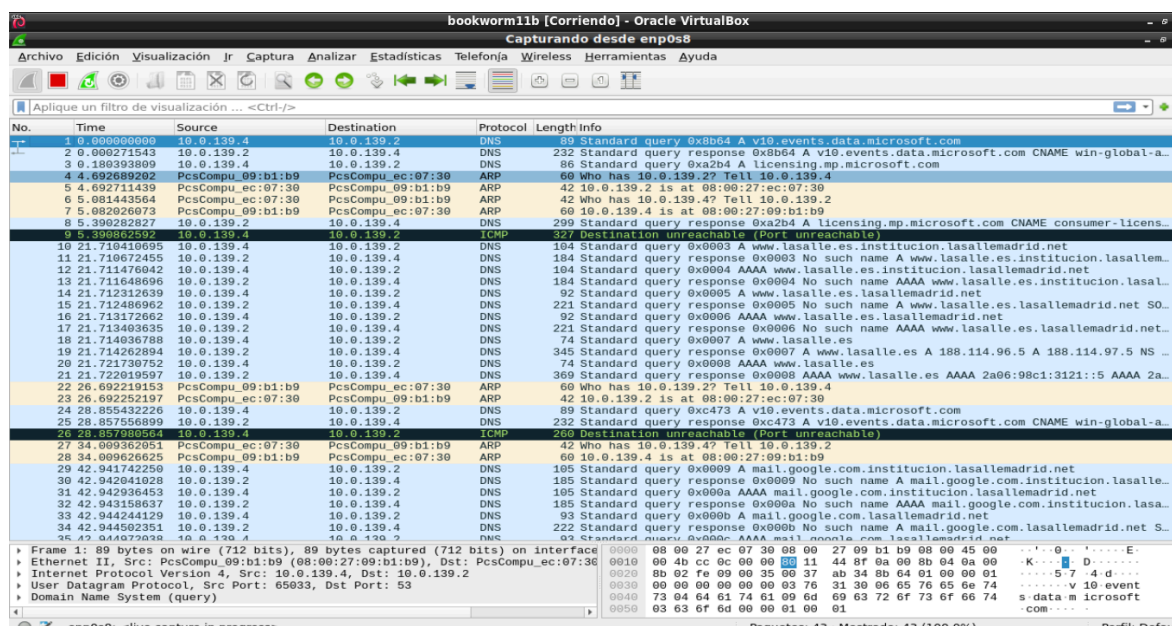 bookworm11b [Corriendo] - Oracle VirtualBox
Capturando desde enp0s8
Archivo Edición Visualización Ir Captura Analizar Estadísticas Telefonía Wireless Herramientas Ayuda
Aplique un filtro de visualización ... <Ctrl-/>
No. Time Source Destination Protocol Length Info
1 0.000000000 10.0.139.4 10.0.139.2 DNS 89 Standard query 0x8b64 A v10.events.data.microsoft.com
2 0.000271543 10.0.139.2 10.0.139.4 DNS 232 Standard query response 0x8b64 A v10.events.data.microsoft.com CNAME win-global-a…
3 0.180393809 10.0.139.4 10.0.139.2 DNS 86 Standard query 0xa2b4 A licensing.mp.microsoft.com
4 4.692689202 PcsCompu_09:b1:b9 PcsCompu_ec:07:30 ARP 60 Who has 10.0.139.2? Tell 10.0.139.4
5 4.692711439 PcsCompu_ec:07:30 PcsCompu_09:b1:b9 ARP 42 10.0.139.2 is at 08:00:27:ec:07:30
6 5.081443564 PcsCompu_ec:07:30 PcsCompu_09:b1:b9 ARP 42 Who has 10.0.139.4? Tell 10.0.139.2
7 5.082026073 PcsCompu_09:b1:b9 PcsCompu_ec:07:30 ARP 60 10.0.139.4 is at 08:00:27:09:b1:b9
8 5.390282827 10.0.139.2 10.0.139.4 DNS 299 Standard query response 0xa2b4 A licensing.mp.microsoft.com CNAME consumer-licens…
9 5.390862592 10.0.139.4 10.0.139.2 ICMP 327 Destination unreachable (Port unreachable)
10 21.710410695 10.0.139.4 10.0.139.2 DNS 104 Standard query 0x0003 A www.lasalle.es.institucion.lasallemadrid.net
11 21.710672455 10.0.139.2 10.0.139.4 DNS 184 Standard query response 0x0003 No such name A www.lasalle.es.institucion.lasallem…
12 21.711476042 10.0.139.4 10.0.139.2 DNS 104 Standard query 0x0004 AAAA www.lasalle.es.institucion.lasallemadrid.net
13 21.711648696 10.0.139.2 10.0.139.4 DNS 184 Standard query response 0x0004 No such name AAAA www.lasalle.es.institucion.lasal…
14 21.712312639 10.0.139.4 10.0.139.2 DNS 92 Standard query 0x0005 A www.lasalle.es.lasallemadrid.net
15 21.712486962 10.0.139.2 10.0.139.4 DNS 221 Standard query response 0x0005 No such name A www.lasalle.es.lasallemadrid.net SO…
16 21.713172662 10.0.139.4 10.0.139.2 DNS 92 Standard query 0x0006 AAAA www.lasalle.es.lasallemadrid.net
17 21.713403635 10.0.139.2 10.0.139.4 DNS 221 Standard query response 0x0006 No such name AAAA www.lasalle.es.lasallemadrid.net…
18 21.714036788 10.0.139.4 10.0.139.2 DNS 74 Standard query 0x0007 A www.lasalle.es
19 21.714262894 10.0.139.2 10.0.139.4 DNS 345 Standard query response 0x0007 A www.lasalle.es A 188.114.96.5 A 188.114.97.5 NS …
20 21.721730752 10.0.139.4 10.0.139.2 DNS 74 Standard query 0x0008 AAAA www.lasalle.es
21 21.722019597 10.0.139.2 10.0.139.4 DNS 369 Standard query response 0x0008 AAAA www.lasalle.es AAAA 2a06:98c1:3121::5 AAAA 2a…
22 26.692219153 PcsCompu_09:b1:b9 PcsCompu_ec:07:30 ARP 60 Who has 10.0.139.2? Tell 10.0.139.4
23 26.692252197 PcsCompu_ec:07:30 PcsCompu_09:b1:b9 ARP 42 10.0.139.2 is at 08:00:27:ec:07:30
24 28.855432226 10.0.139.4 10.0.139.2 DNS 89 Standard query 0xc473 A v10.events.data.microsoft.com
25 28.857556899 10.0.139.2 10.0.139.4 DNS 232 Standard query response 0xc473 A v10.events.data.microsoft.com CNAME win-global-a…
26 28.857980564 10.0.139.4 10.0.139.2 ICMP 260 Destination unreachable (Port unreachable)
27 34.009362051 PcsCompu_ec:07:30 PcsCompu_09:b1:b9 ARP 42 Who has 10.0.139.4? Tell 10.0.139.2
28 34.009626625 PcsCompu_09:b1:b9 PcsCompu_ec:07:30 ARP 60 10.0.139.4 is at 08:00:27:09:b1:b9
29 42.941742250 10.0.139.4 10.0.139.2 DNS 105 Standard query 0x0009 A mail.google.com.institucion.lasallemadrid.net
30 42.942041028 10.0.139.2 10.0.139.4 DNS 185 Standard query response 0x0009 No such name A mail.google.com.institucion.lasalle…
31 42.942936453 10.0.139.4 10.0.139.2 DNS 105 Standard query 0x000a AAAA mail.google.com.institucion.lasallemadrid.net
32 42.943158637 10.0.139.2 10.0.139.4 DNS 185 Standard query response 0x000a No such name AAAA mail.google.com.institucion.lasa…
33 42.944244129 10.0.139.4 10.0.139.2 DNS 93 Standard query 0x000b A mail.google.com.lasallemadrid.net
34 42.944502351 10.0.139.2 10.0.139.4 DNS 222 Standard query response 0x000b No such name A mail.google.com.lasallemadrid.net S…
35 42.944972038 10.0.139.4 10.0.139.2 DNS 93 Standard query 0x000c AAAA mail.google.com.lasallemadrid.net
Frame 1: 89 bytes on wire (712 bits), 89 bytes captured (712 bits) on interface
Ethernet II, Src: PcsCompu_09:b1:b9 (08:00:27:09:b1:b9), Dst: PcsCompu_ec:07:30
Internet Protocol Version 4, Src: 10.0.139.4, Dst: 10.0.139.2
User Datagram Protocol, Src Port: 65033, Dst Port: 53
Domain Name System (query)
0000 08 00 27 ec 07 30 08 00 27 09 b1 b9 08 00 45 00 ··'··0·· '·····E·
0010 00 4b cc 0c 00 00 80 11 44 8f 0a 00 8b 04 0a 00 ·K······ D·······
0020 8b 02 fe 09 00 35 00 37 ab 34 8b 64 01 00 00 01 ·····5·7 ·4·d····
0030 00 00 00 00 00 00 03 76 31 30 06 65 76 65 6e 74 ·······v 10·event
0040 73 04 64 61 74 61 09 6d 69 63 72 6f 73 6f 66 74 s·data·m icrosoft
0050 03 63 6f 6d 00 00 01 00 01 ·com···· ·